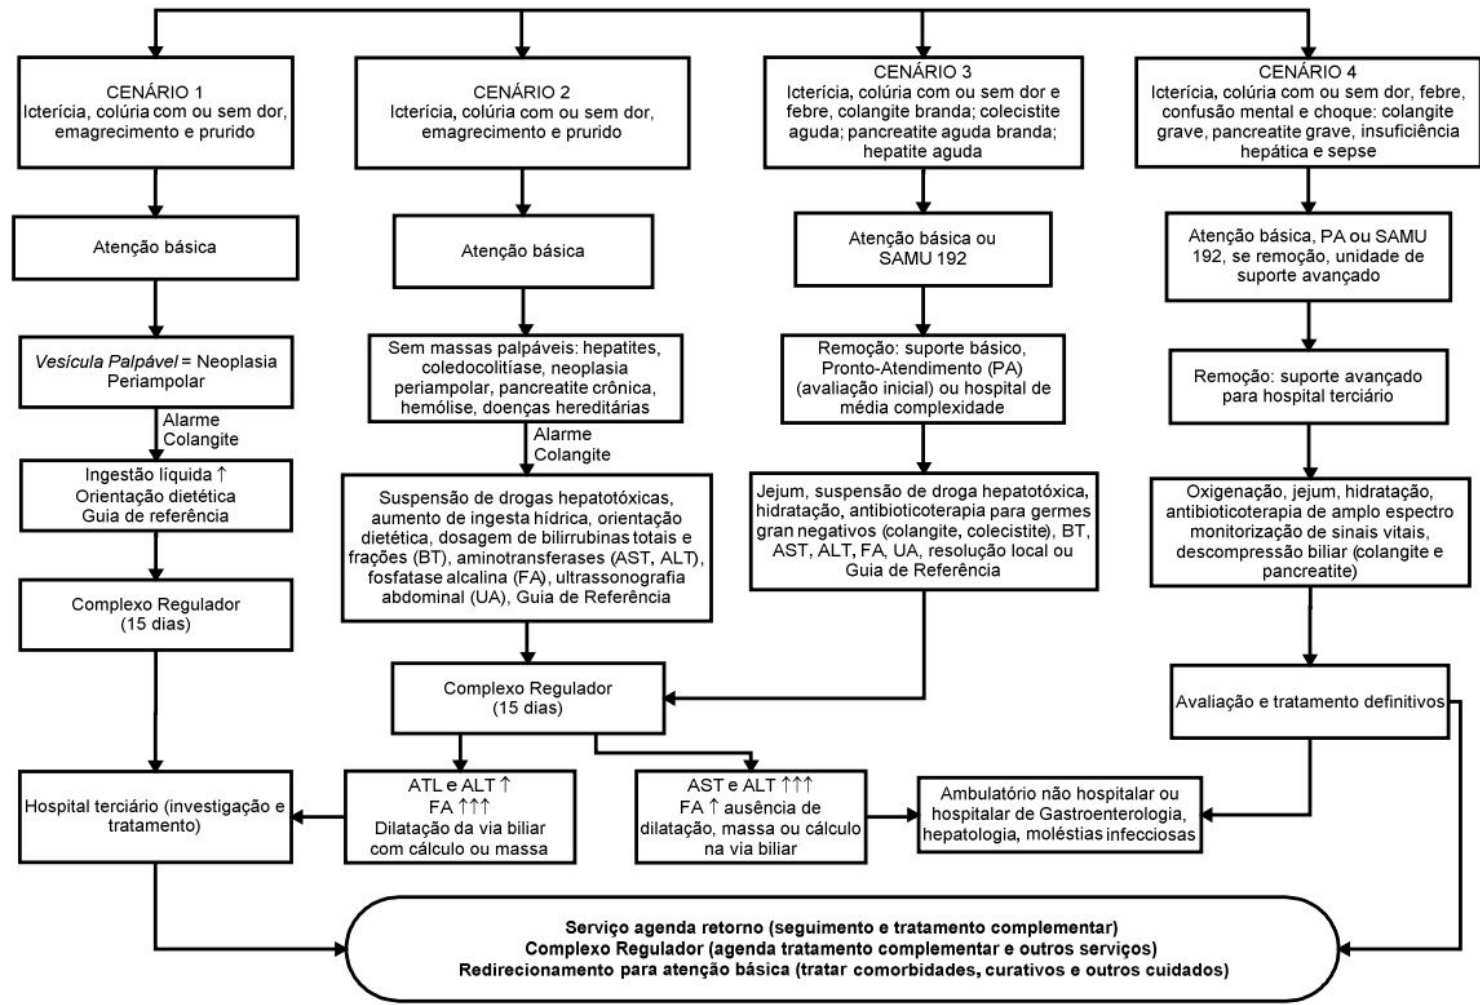 CENÁRIO 1
Icterícia, colúria com ou sem dor,
emagrecimento e prurido
Atenção básica
Vesícula Palpável = Neoplasia
Periampolar
Alarme
Colangite
Ingestão líquida ↑
Orientação dietética
Guia de referência
Complexo Regulador
(15 dias)
Hospital terciário (investigação e
tratamento)
CENÁRIO 2
Icterícia, colúria com ou sem dor,
emagrecimento e prurido
Atenção básica
Sem massas palpáveis: hepatites,
coledocolitíase, neoplasia
periampolar, pancreatite crônica,
hemólise, doenças hereditárias
Alarme
Colangite
Suspensão de drogas hepatotóxicas,
aumento de ingesta hídrica, orientação
dietética, dosagem de bilirrubinas totais e
frações (BT), aminotransferases (AST, ALT),
fosfatase alcalina (FA), ultrassonografia
abdominal (UA), Guia de Referência
Complexo Regulador
(15 dias)
ATL e ALT ↑
FA ↑↑↑
Dilatação da via biliar
com cálculo ou massa
AST e ALT ↑↑↑
FA ↑ ausência de
dilatação, massa ou cálculo
na via biliar
CENÁRIO 3
Icterícia, colúria com ou sem dor e
febre, colangite branda; colecistite
aguda; pancreatite aguda branda;
hepatite aguda
Atenção básica ou
SAMU 192
Remoção: suporte básico,
Pronto-Atendimento (PA)
(avaliação inicial) ou hospital de
média complexidade
Jejum, suspensão de droga hepatotóxica,
hidratação, antibioticoterapia para germes
gran negativos (colangite, colecistite), BT,
AST, ALT, FA, UA, resolução local ou
Guia de Referência
CENÁRIO 4
Icterícia, colúria com ou sem dor, febre,
confusão mental e choque: colangite
grave, pancreatite grave, insuficiência
hepática e sepse
Atenção básica, PA ou SAMU
192, se remoção, unidade de
suporte avançado
Remoção: suporte avançado
para hospital terciário
Oxigenação, jejum, hidratação,
antibioticoterapia de amplo espectro
monitorização de sinais vitais,
descompressão biliar (colangite e
pancreatite)
Avaliação e tratamento definitivos
Ambulatório não hospitalar ou
hospitalar de Gastroenterologia,
hepatologia, moléstias infecciosas
Serviço agenda retorno (seguimento e tratamento complementar)
Complexo Regulador (agenda tratamento complementar e outros serviços)
Redirecionamento para atenção básica (tratar comorbidades, curativos e outros cuidados)